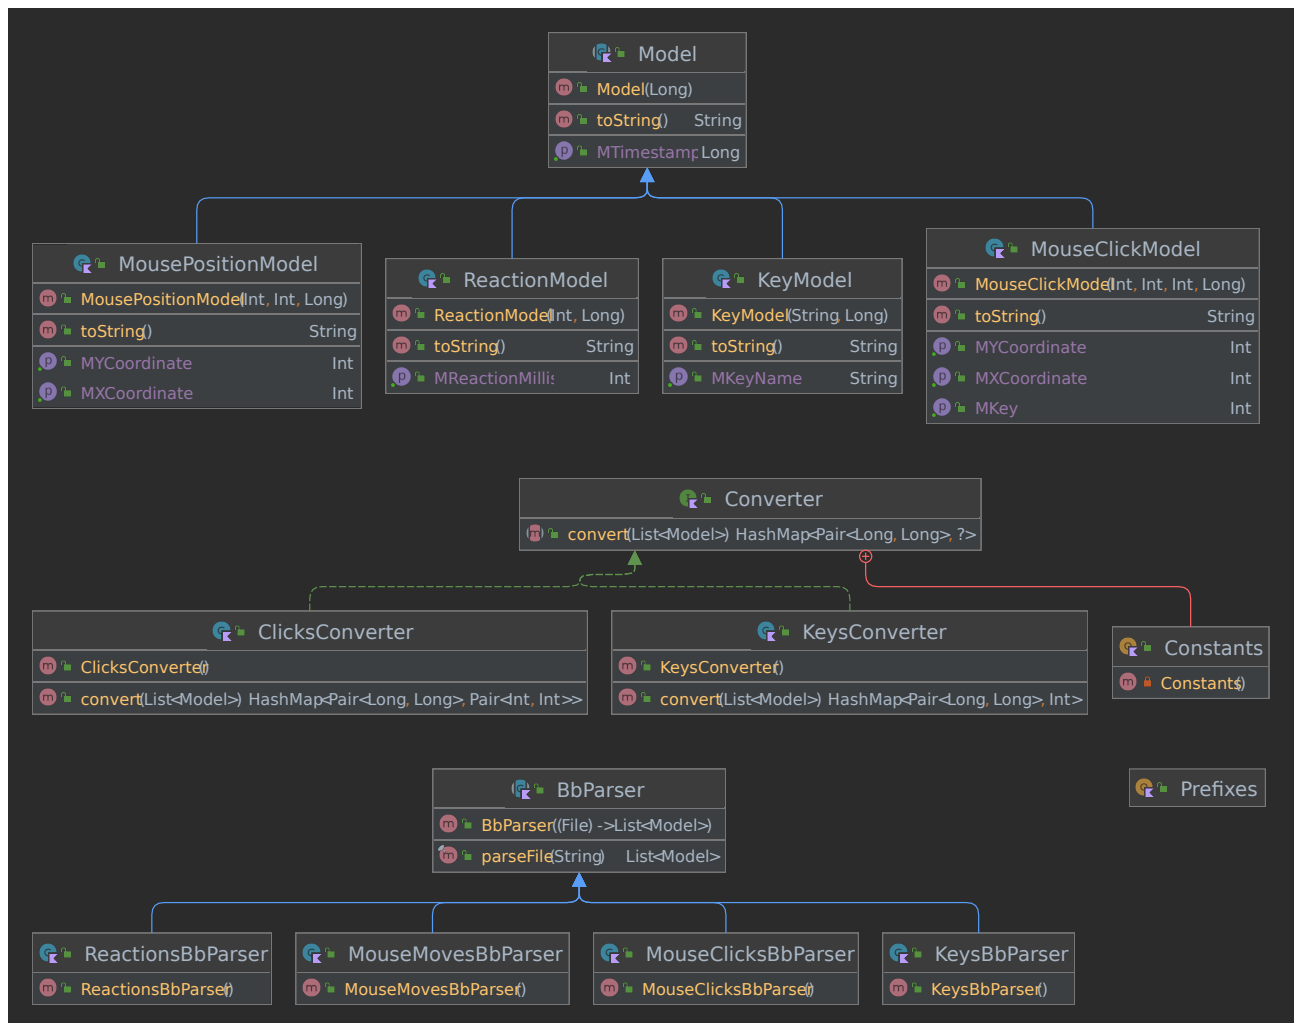 Model
Model(Long)
toString() String
MTimestamp Long
MousePositionModel
MousePositionModel(Int, Int, Long)
toString() String
MYCoordinate Int
MXCoordinate Int
ReactionModel
ReactionModel(Int, Long)
toString() String
MReactionMillis Int
KeyModel
KeyModel(String, Long)
toString() String
MKeyName String
MouseClickModel
MouseClickModel(Int, Int, Int, Long)
toString() String
MYCoordinate Int
MXCoordinate Int
MKey Int
Converter
convert(List<Model>) HashMap<Pair<Long, Long>, ?>
ClicksConverter
ClicksConverter()
convert(List<Model>) HashMap<Pair<Long, Long>, Pair<Int, Int>>
KeysConverter
KeysConverter()
convert(List<Model>) HashMap<Pair<Long, Long>, Int>
Constants
Constants()
BbParser
BbParser((File) -> List<Model>)
parseFile(String) List<Model>
Prefixes
ReactionsBbParser
ReactionsBbParser()
MouseMovesBbParser
MouseMovesBbParser()
MouseClicksBbParser
MouseClicksBbParser()
KeysBbParser
KeysBbParser()